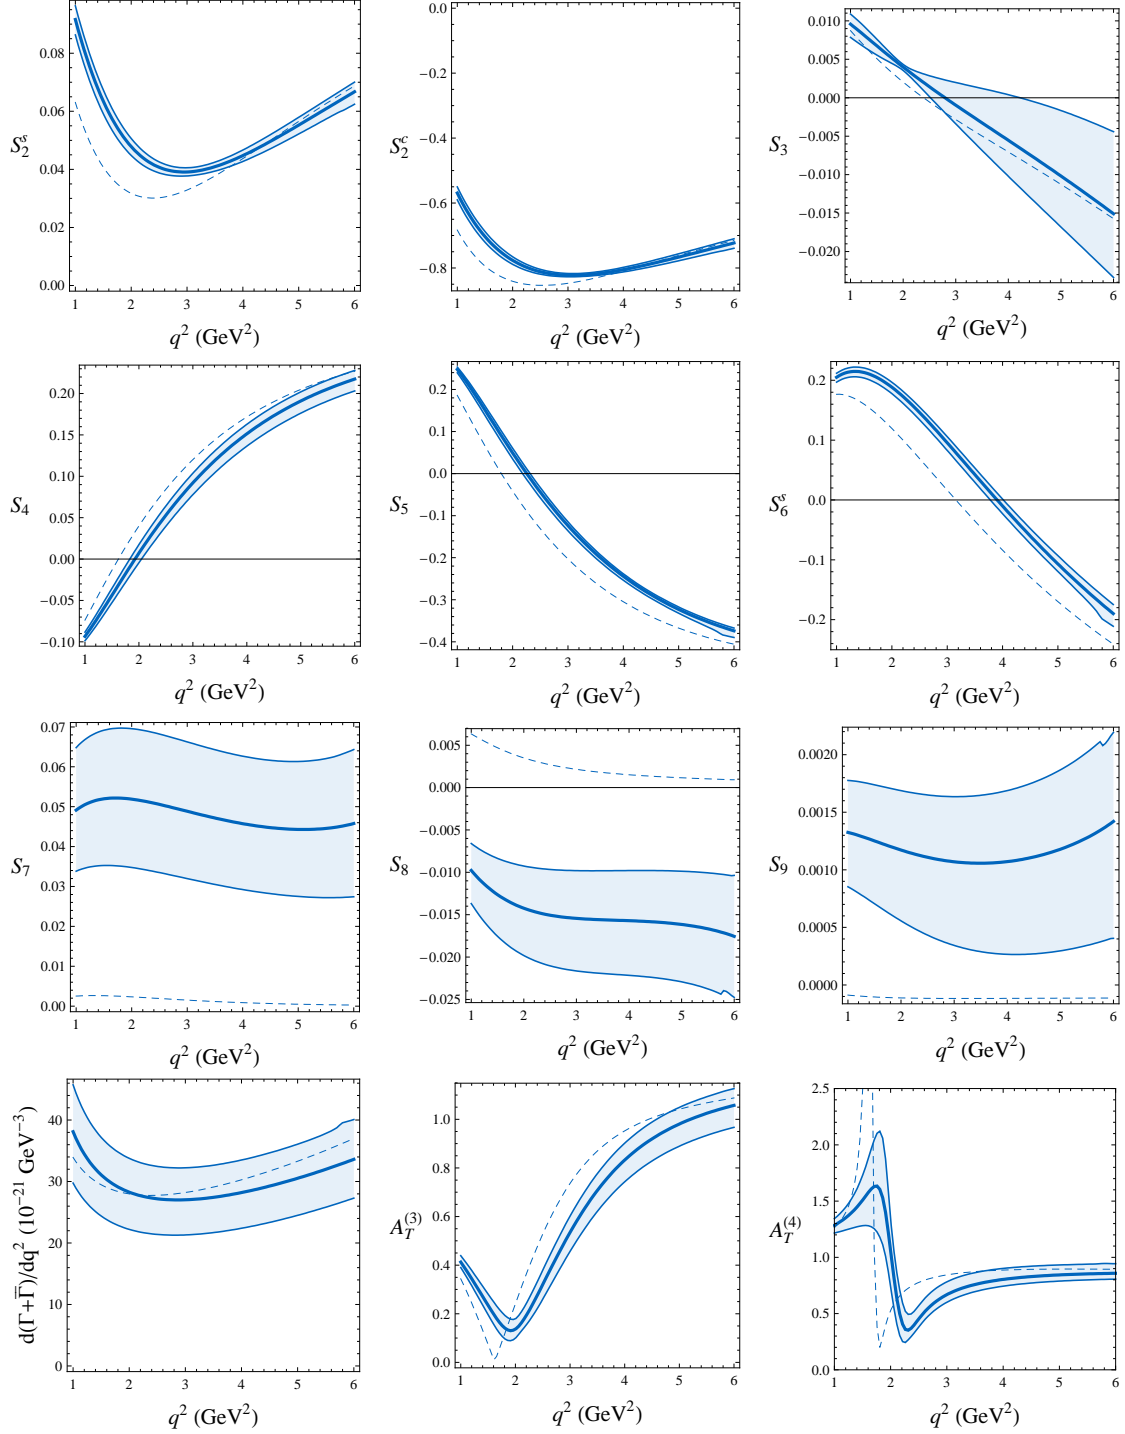 0.08
0.06
0.04
0.02
0.00
S₂ˢ
1 2 3 4 5 6
q² (GeV²)
0.0
−0.2
−0.4
−0.6
−0.8
S₂ᶜ
1 2 3 4 5 6
q² (GeV²)
0.010
0.005
0.000
−0.005
−0.010
−0.015
−0.020
S₃
1 2 3 4 5 6
q² (GeV²)
0.20
0.15
0.10
0.05
0.00
−0.05
−0.10
S₄
1 2 3 4 5 6
q² (GeV²)
0.2
0.1
0.0
−0.1
−0.2
−0.3
−0.4
S₅
1 2 3 4 5 6
q² (GeV²)
0.2
0.1
0.0
−0.1
−0.2
S₆ˢ
1 2 3 4 5 6
q² (GeV²)
0.07
0.06
0.05
0.04
0.03
0.02
0.01
0.00
S₇
1 2 3 4 5 6
q² (GeV²)
0.005
0.000
−0.005
−0.010
−0.015
−0.020
−0.025
S₈
1 2 3 4 5 6
q² (GeV²)
0.0020
0.0015
0.0010
0.0005
0.0000
S₉
1 2 3 4 5 6
q² (GeV²)
40
30
20
10
0
d(Γ+Γ̅)/dq² (10⁻²¹ GeV⁻³)
1 2 3 4 5 6
q² (GeV²)
1.0
0.8
0.6
0.4
0.2
0.0
A_T⁽³⁾
1 2 3 4 5 6
q² (GeV²)
2.5
2.0
1.5
1.0
0.5
0.0
A_T⁽⁴⁾
1 2 3 4 5 6
q² (GeV²)